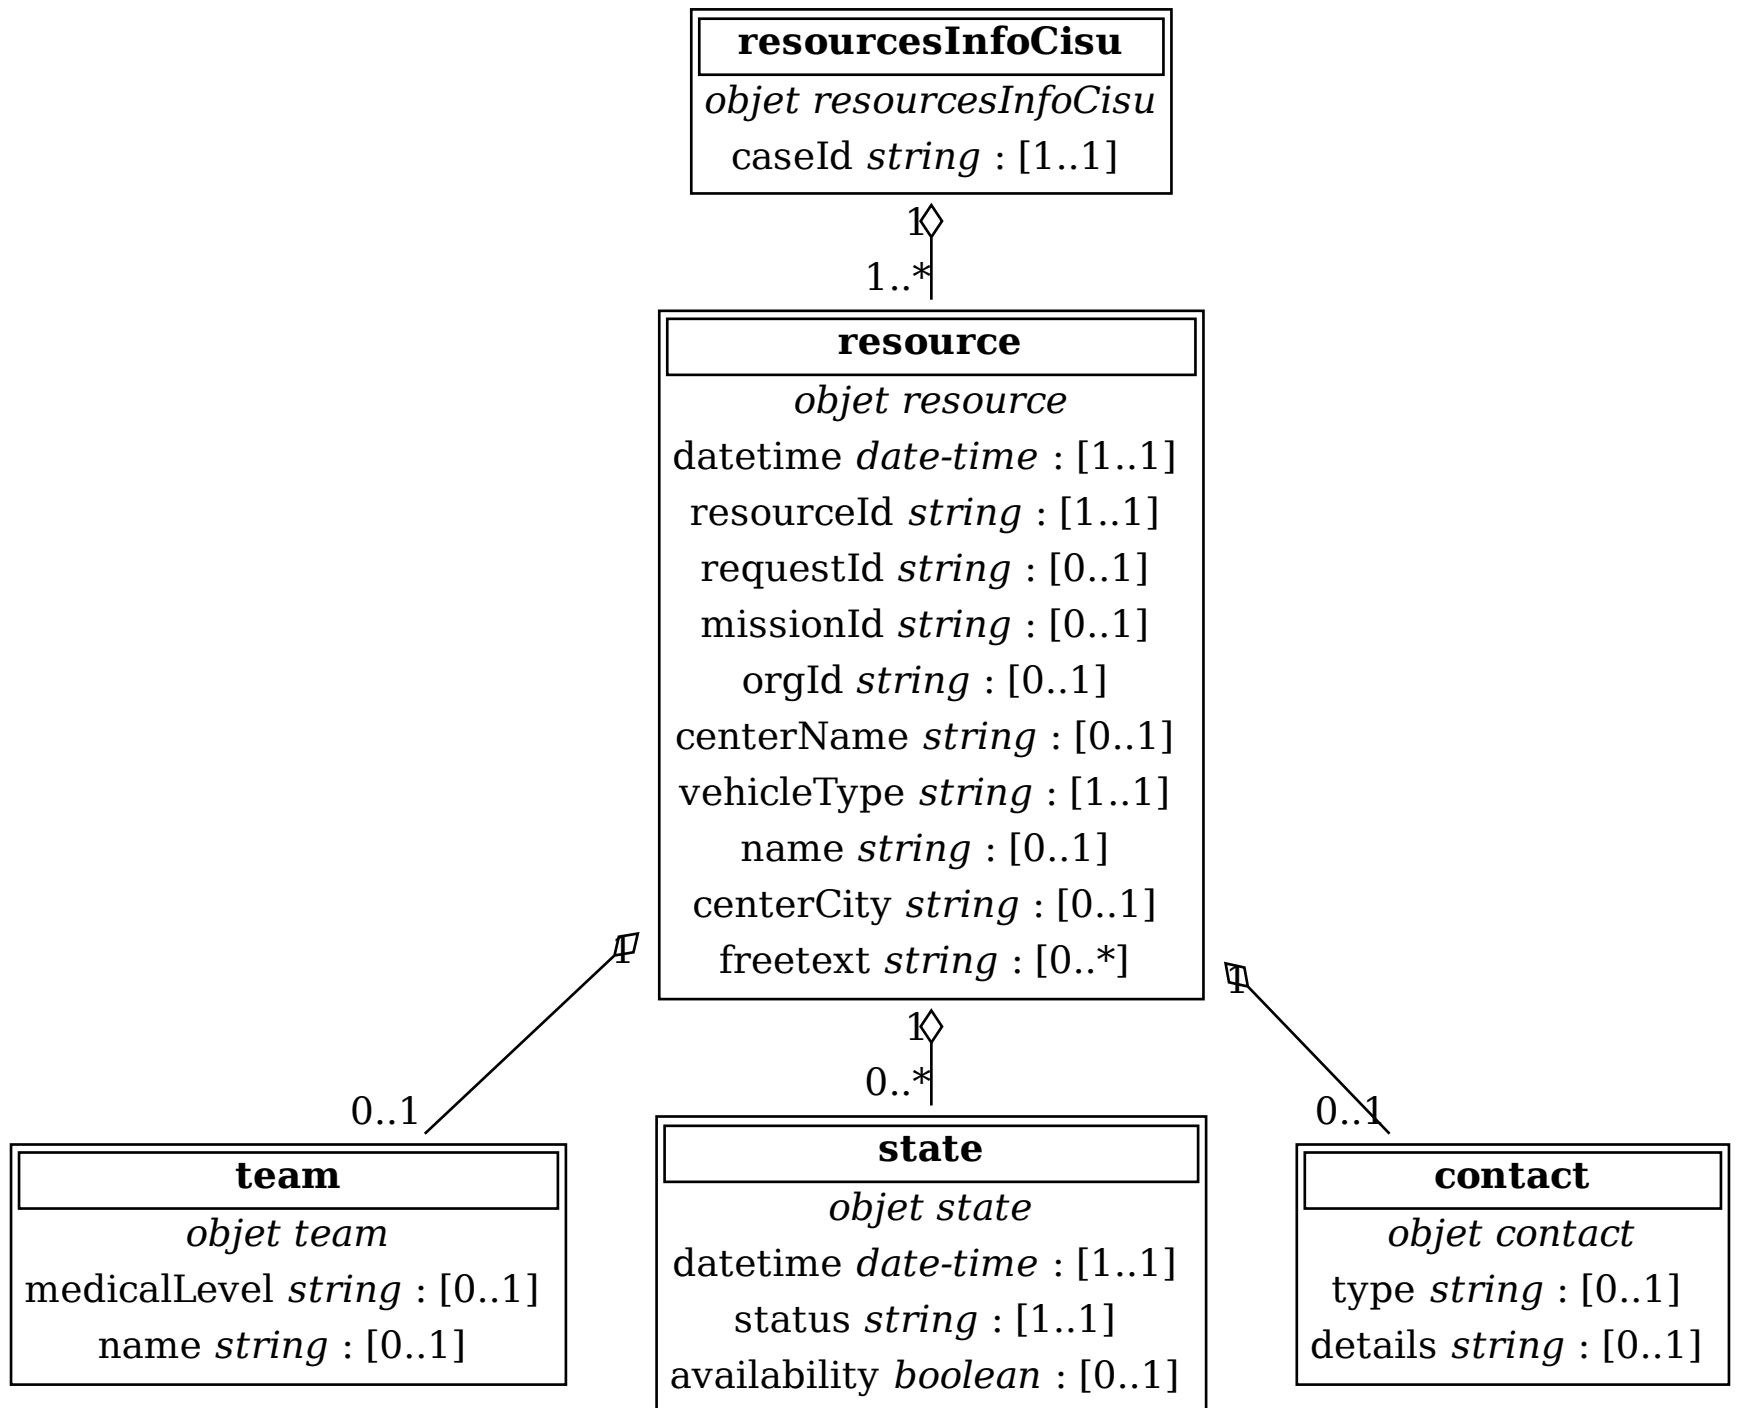 resourcesInfoCisu
objet resourcesInfoCisu
caseId string : [1..1]
1
1..*
resource
objet resource
datetime date-time : [1..1]
resourceId string : [1..1]
requestId string : [0..1]
missionId string : [0..1]
orgId string : [0..1]
centerName string : [0..1]
vehicleType string : [1..1]
name string : [0..1]
centerCity string : [0..1]
freetext string : [0..*]
1
1
1
0..1
0..*
0..1
team
objet team
medicalLevel string : [0..1]
name string : [0..1]
state
objet state
datetime date-time : [1..1]
status string : [1..1]
availability boolean : [0..1]
contact
objet contact
type string : [0..1]
details string : [0..1]